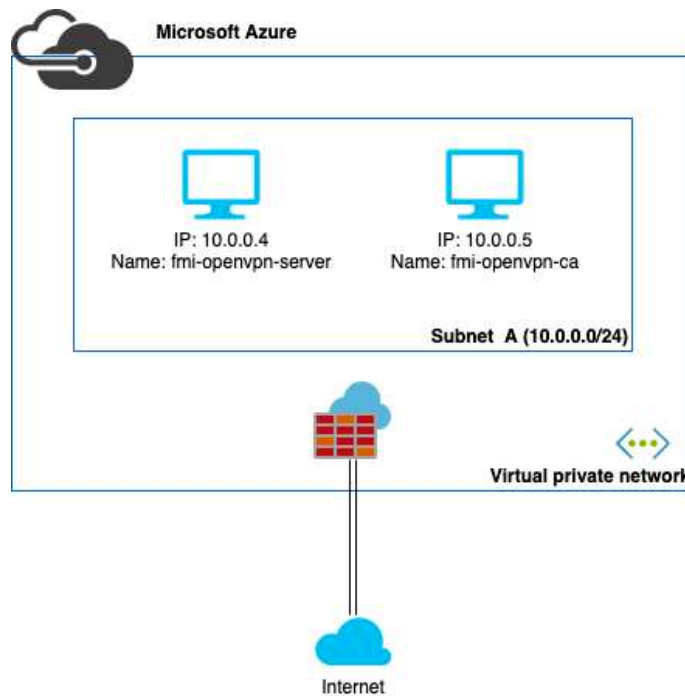 Microsoft Azure
IP: 10.0.0.4
Name: fmi-openvpn-server
IP: 10.0.0.5
Name: fmi-openvpn-ca
Subnet A (10.0.0.0/24)
Virtual private network
Internet